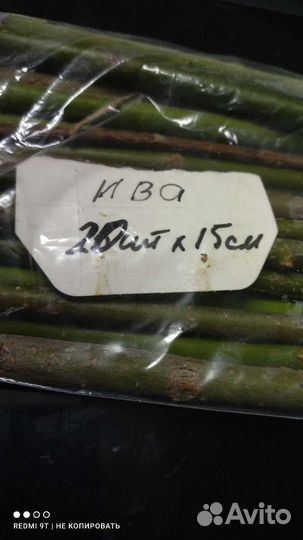 ИВА
20шт х 15см
REDMI 9T | НЕ КОПИРОВАТЬ
Avito